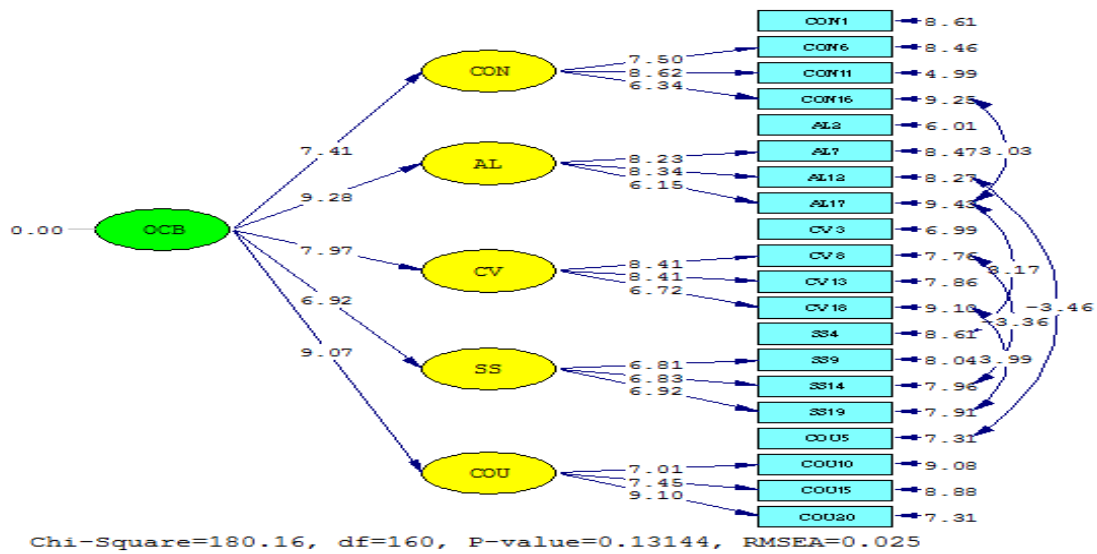 CON1 8.61
7.50 CON6 8.46
CON 8.62 CON11 4.99
6.34 CON16 9.25
AL2 6.01
7.41 8.23 AL7 8.47 3.03
AL 8.34 AL12 8.27
9.28 6.15 AL17 9.43
0.00 OCB CV3 6.99
7.97 8.41 CV8 7.76
CV 8.41 CV13 7.86
6.92 6.72 CV18 9.10 -3.46
SS4 8.61 -3.36
9.07 6.81 SS9 8.04 3.99
SS 6.83 SS14 7.96
6.92 SS19 7.91
COU5 7.31
7.01 COU10 9.08
COU 7.45 COU15 8.88
9.10 COU20 7.31
Chi-Square=180.16, df=160, P-value=0.13144, RMSEA=0.025